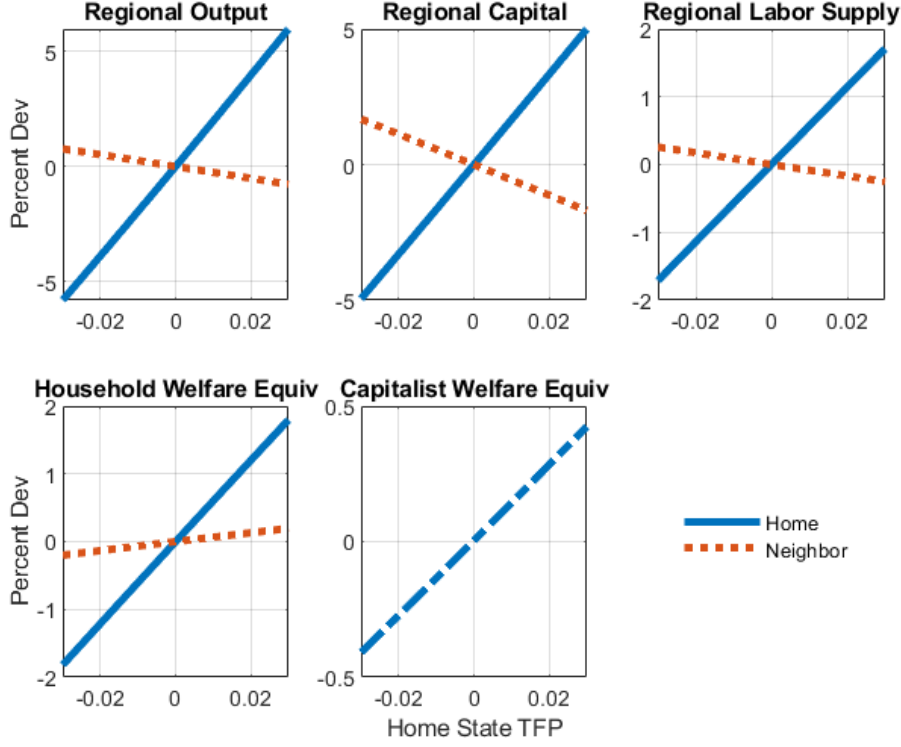 Regional Output
Regional Capital
Regional Labor Supply
Percent Dev
5
0
-5
-0.02 0 0.02
5
0
-5
-0.02 0 0.02
2
1
0
-1
-2
-0.02 0 0.02
Household Welfare Equiv
Capitalist Welfare Equiv
Percent Dev
2
1
0
-1
-2
-0.02 0 0.02
0.5
0
-0.5
-0.02 0 0.02
Home State TFP
Home
Neighbor